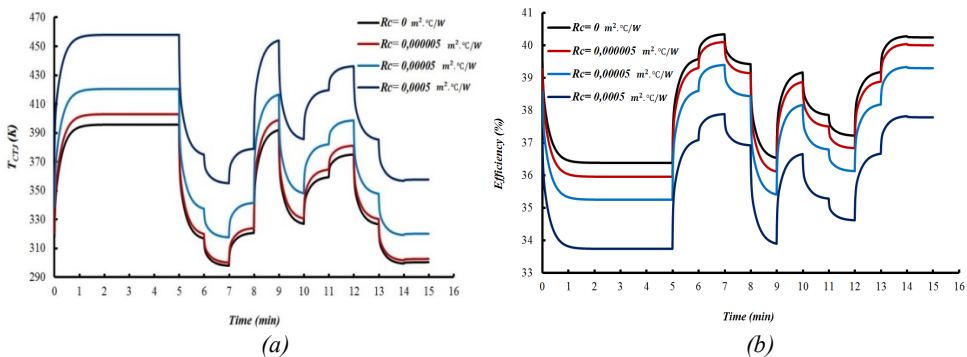 470
450
430
410
390
370
350
330
310
290
T_CTJ (K)
0 1 2 3 4 5 6 7 8 9 10 11 12 13 14 15 16
Time (min)
Rc= 0 m².°C/W
Rc= 0,000005 m².°C/W
Rc= 0,00005 m².°C/W
Rc= 0,0005 m².°C/W
(a)
41
40
39
38
37
36
35
34
33
Efficiency (%)
0 1 2 3 4 5 6 7 8 9 10 11 12 13 14 15 16
Time (min)
Rc= 0 m².°C/W
Rc= 0,000005 m².°C/W
Rc= 0,00005 m².°C/W
Rc= 0,0005 m².°C/W
(b)